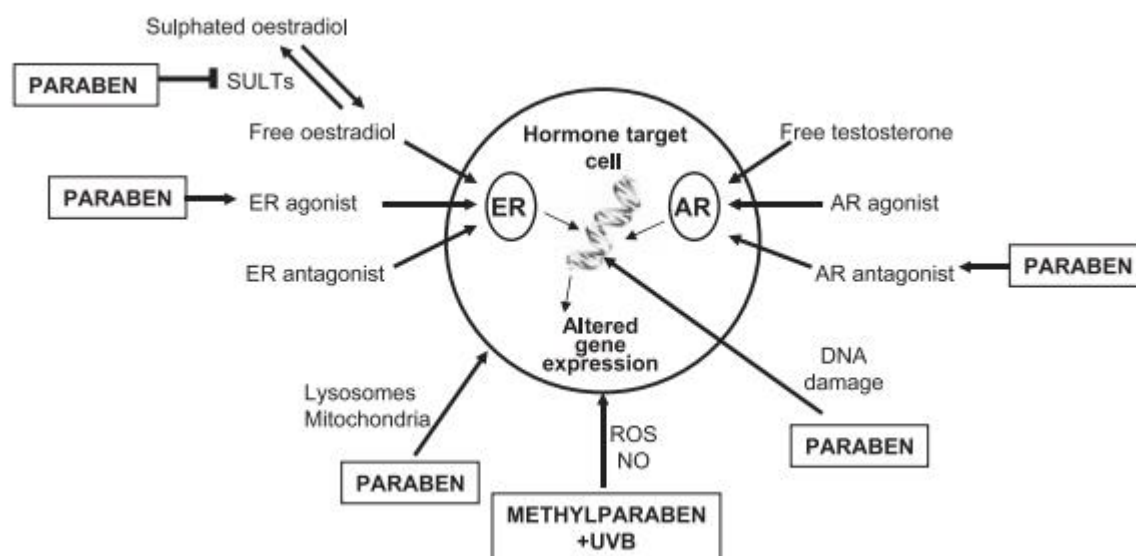 Sulphated oestradiol
PARABEN
SULTs
Free oestradiol
Hormone target
cell
Free testosterone
PARABEN
ER agonist
ER
AR
AR agonist
ER antagonist
AR antagonist
PARABEN
Altered
gene
expression
DNA
damage
Lysosomes
Mitochondria
ROS
NO
PARABEN
PARABEN
METHYLPARABEN
+UVB